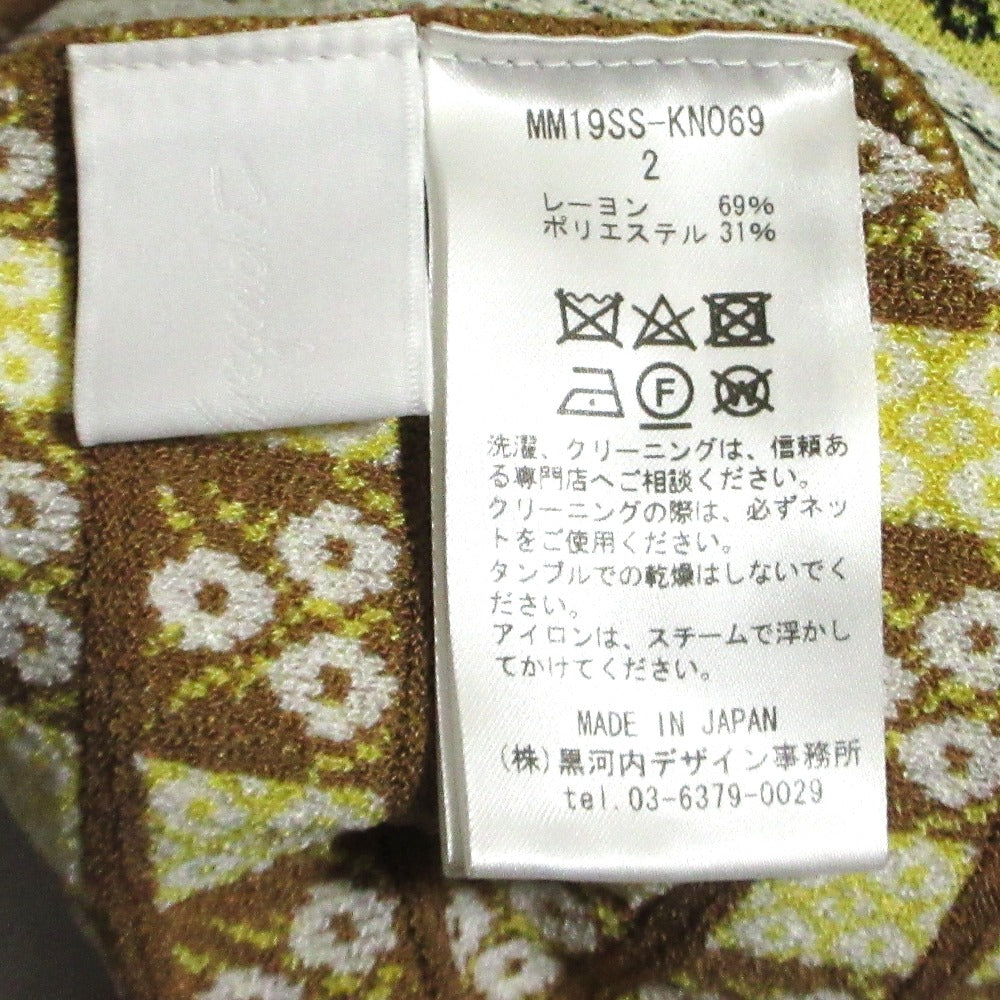 MM19SS-KN069
2
レーヨン 69%
ポリエステル 31%
F
W
洗濯、クリーニングは、信頼あ
る専門店へご相談ください。
クリーニングの際は、必ずネッ
トをご使用ください。
タンブルでの乾燥はしないでく
ださい。
アイロンは、スチームで浮かし
てかけてください。
MADE IN JAPAN
(株)黒河内デザイン事務所
tel.03-6379-0029